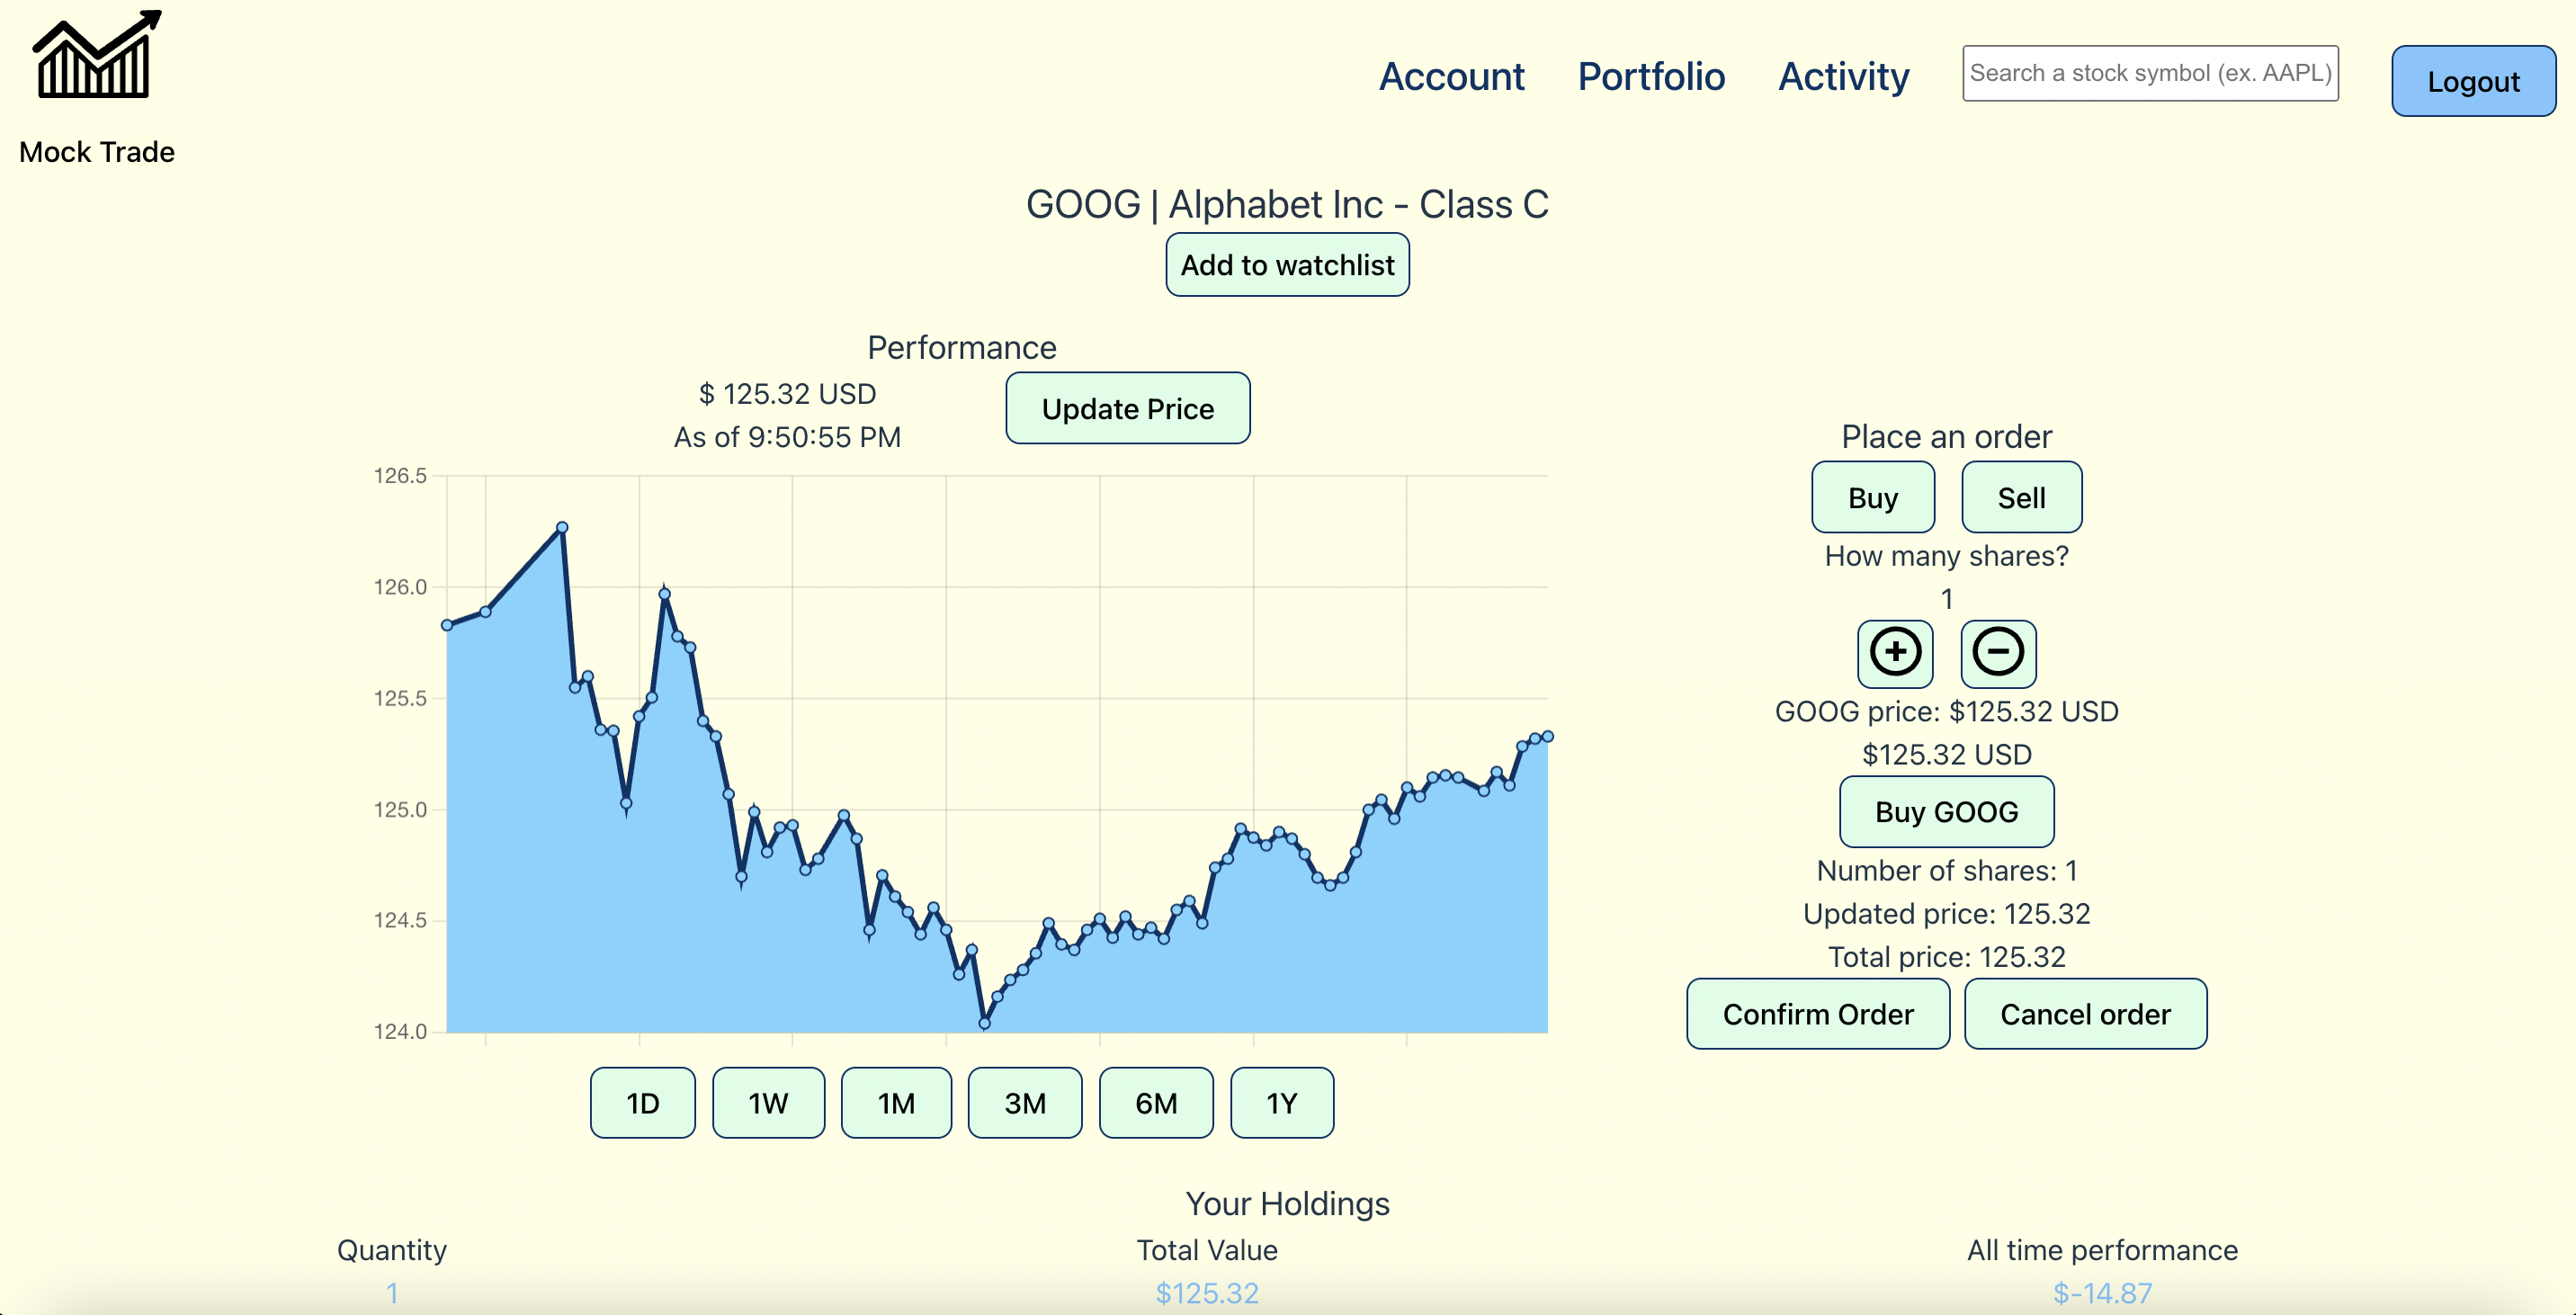 Mock Trade
Account Portfolio Activity Search a stock symbol (ex. AAPL) Logout
GOOG | Alphabet Inc - Class C
Add to watchlist
Performance
$ 125.32 USD
As of 9:50:55 PM
Update Price
126.5
126.0
125.5
125.0
124.5
124.0
1D 1W 1M 3M 6M 1Y
Place an order
Buy Sell
How many shares?
1
GOOG price: $125.32 USD
$125.32 USD
Buy GOOG
Number of shares: 1
Updated price: 125.32
Total price: 125.32
Confirm Order Cancel order
Your Holdings
Quantity Total Value All time performance
1 $125.32 $-14.87